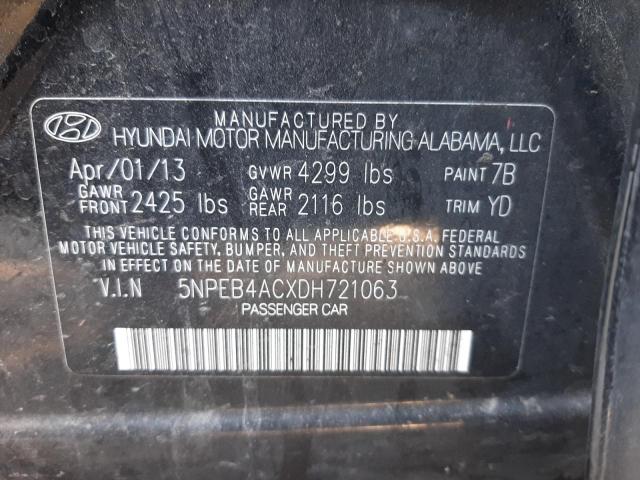 MANUFACTURED BY
HYUNDAI MOTOR MANUFACTURING ALABAMA, LLC
Apr/01/13 GVWR 4299 lbs PAINT 7B
GAWR FRONT 2425 lbs GAWR REAR 2116 lbs TRIM YD
THIS VEHICLE CONFORMS TO ALL APPLICABLE U.S.A. FEDERAL
MOTOR VEHICLE SAFETY, BUMPER, AND THEFT PREVENTION STANDARDS
IN EFFECT ON THE DATE OF MANUFACTURE SHOWN ABOVE.
V.I.N 5NPEB4ACXDH721063
PASSENGER CAR